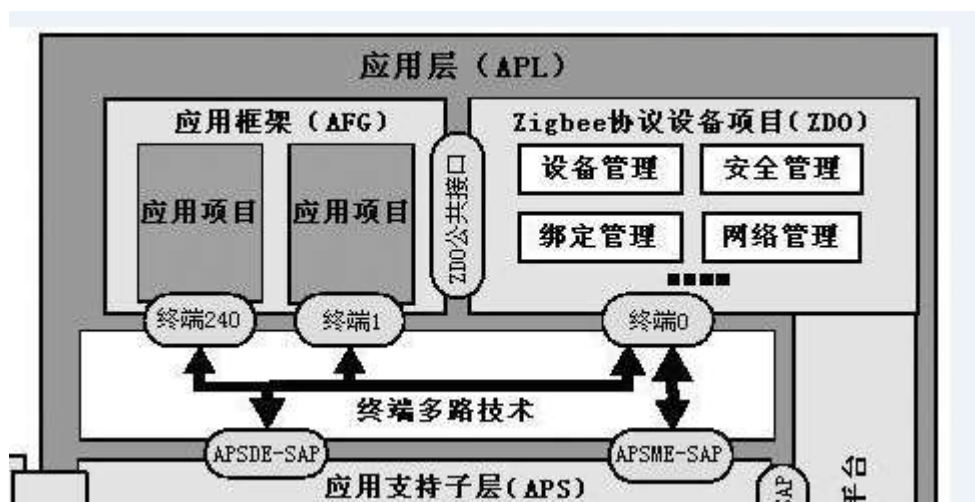 应用层（APL）
应用框架（AFG）
Zigbee协议设备项目(ZDO)
应用项目
应用项目
ZDO公共接口
设备管理
安全管理
绑定管理
网络管理
终端240
终端1
终端0
终端多路技术
APSDE-SAP
APSME-SAP
应用支持子层(APS)
SAP
平台